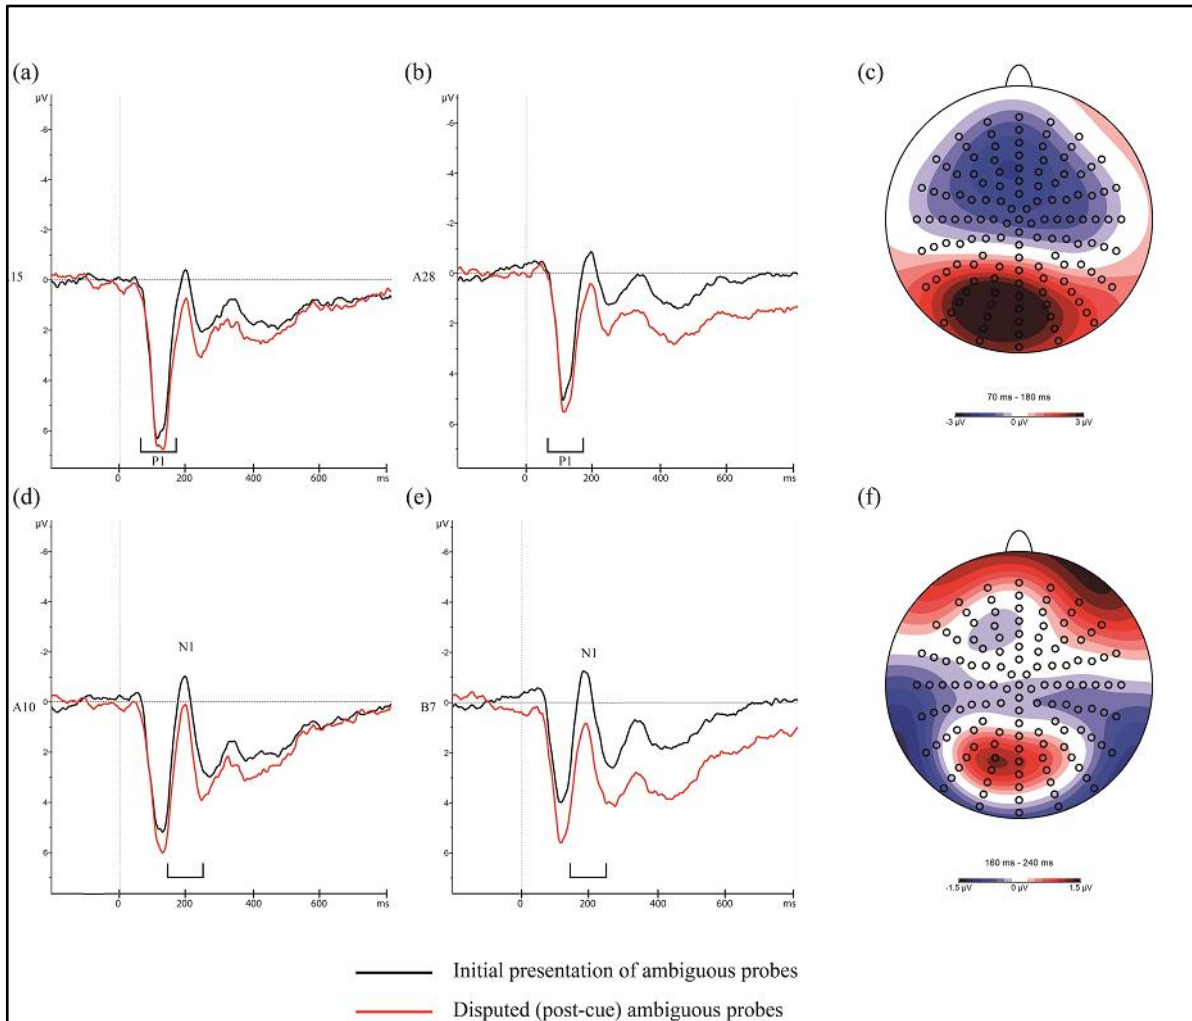 (a)
μV
-6
-4
-2
0
2
4
6
15
P1
0 200 400 600 ms
(b)
μV
-6
-4
-2
0
2
4
6
A28
P1
0 200 400 600 ms
(c)
70 ms - 180 ms
-3 μV 0 μV 3 μV
(d)
μV
-6
-4
-2
0
2
4
6
A10
N1
0 200 400 600 ms
(e)
μV
-6
-4
-2
0
2
4
6
B7
N1
0 200 400 600 ms
(f)
160 ms - 240 ms
-1.5 μV 0 μV 1.5 μV
Initial presentation of ambiguous probes
Disputed (post-cue) ambiguous probes